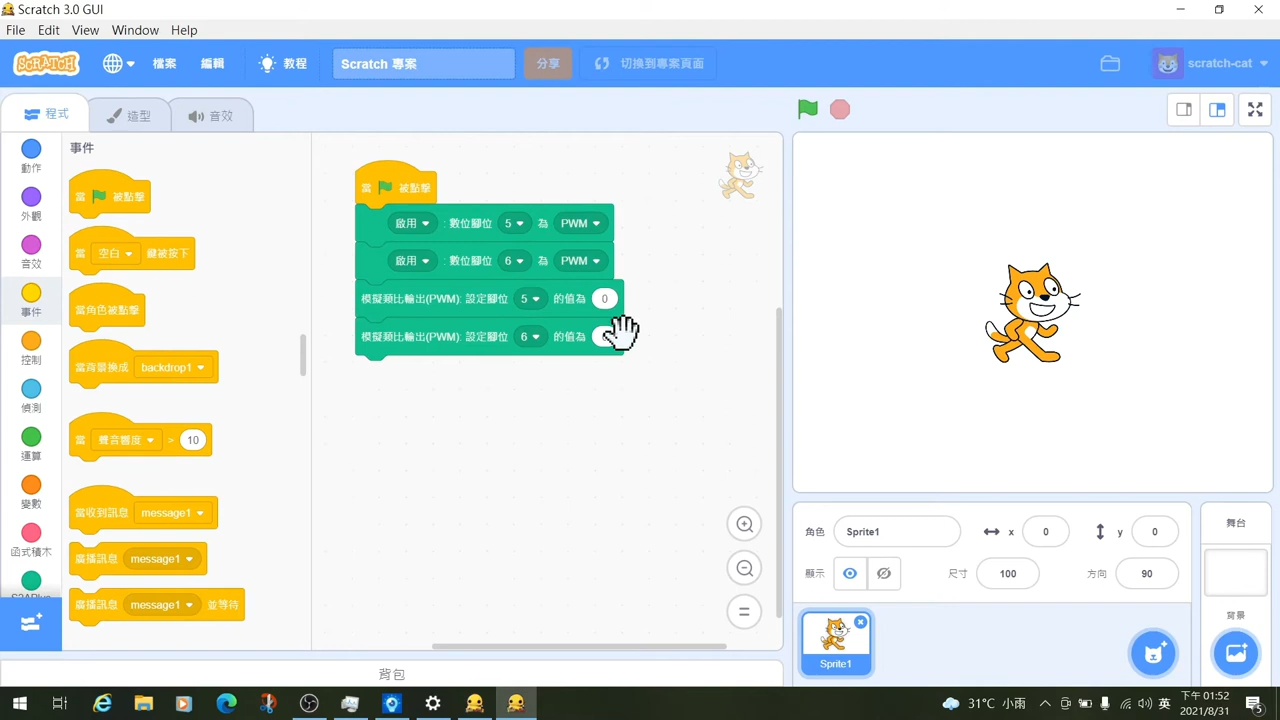 Scratch 3.0 GUI
File Edit View Window Help
SCRATCH 檔案 編輯 教程 Scratch 專案 分享 切換到專案頁面 scratch-cat
程式 造型 音效
動作
外觀
音效
事件
控制
偵測
運算
變數
函式積木
事件
當 被點擊
當 空白 鍵被按下
當角色被點擊
當背景換成 backdrop1
當 聲音響度 > 10
當收到訊息 message1
廣播訊息 message1
廣播訊息 message1 並等待
當 被點擊
啟用 : 數位腳位 5 為 PWM
啟用 : 數位腳位 6 為 PWM
模擬類比輸出(PWM): 設定腳位 5 的值為 0
模擬類比輸出(PWM): 設定腳位 6 的值為
背包
角色 Sprite1 x 0 y 0
顯示 尺寸 100 方向 90
Sprite1
舞台
背景
31°C 小雨 英 下午 01:52
2021/8/31
5